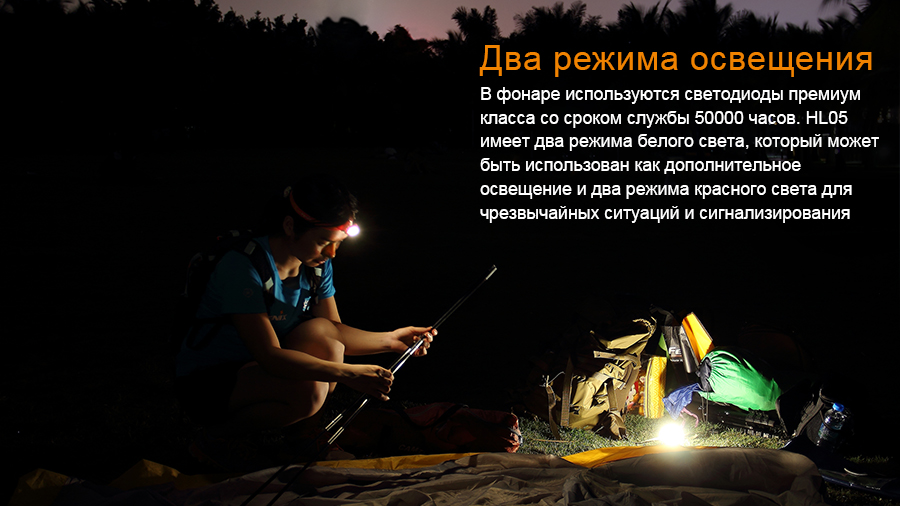 Два режима освещения
В фонаре используются светодиоды премиум
класса со сроком службы 50000 часов. HL05
имеет два режима белого света, который может
быть использован как дополнительное
освещение и два режима красного света для
чрезвычайных ситуаций и сигнализирования